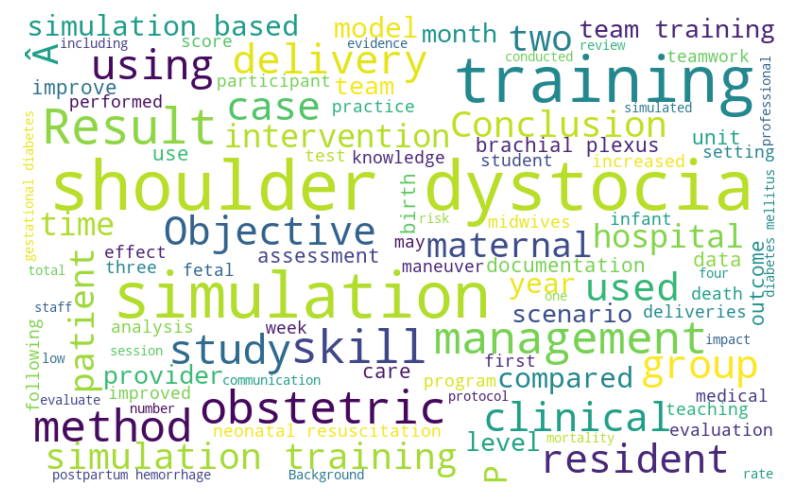 simulation based
model
month
two
team training
including
score
evidence
review
conducted
teamwork
Â
using
delivery
training
professional
improve
participant
team
performed
case
practice
simulated
Result
intervention
Conclusion
unit
setting
use
test
knowledge
brachial plexus
student
increased
gestational diabetes
shoulder dystocia
diabetes mellitus g
time
Objective
birth
risk
midwives
infant
hospital
effect
assessment
may
maternal
data
total
three
fetal
maneuver
documentation
four
death
outcome
patient
simulation
year
one
used
staff
scenario
deliveries
analysis
week
management
impact
following
low
session
study
skill
first
group
provider
communication
care
program
compared
evaluate
improved
number
obstetric
protocol
medical
method
neonatal resuscitation
clinical
teaching
evaluation
simulation training
level
mortality
resident
postpartum hemorrhage
Background
P
rate